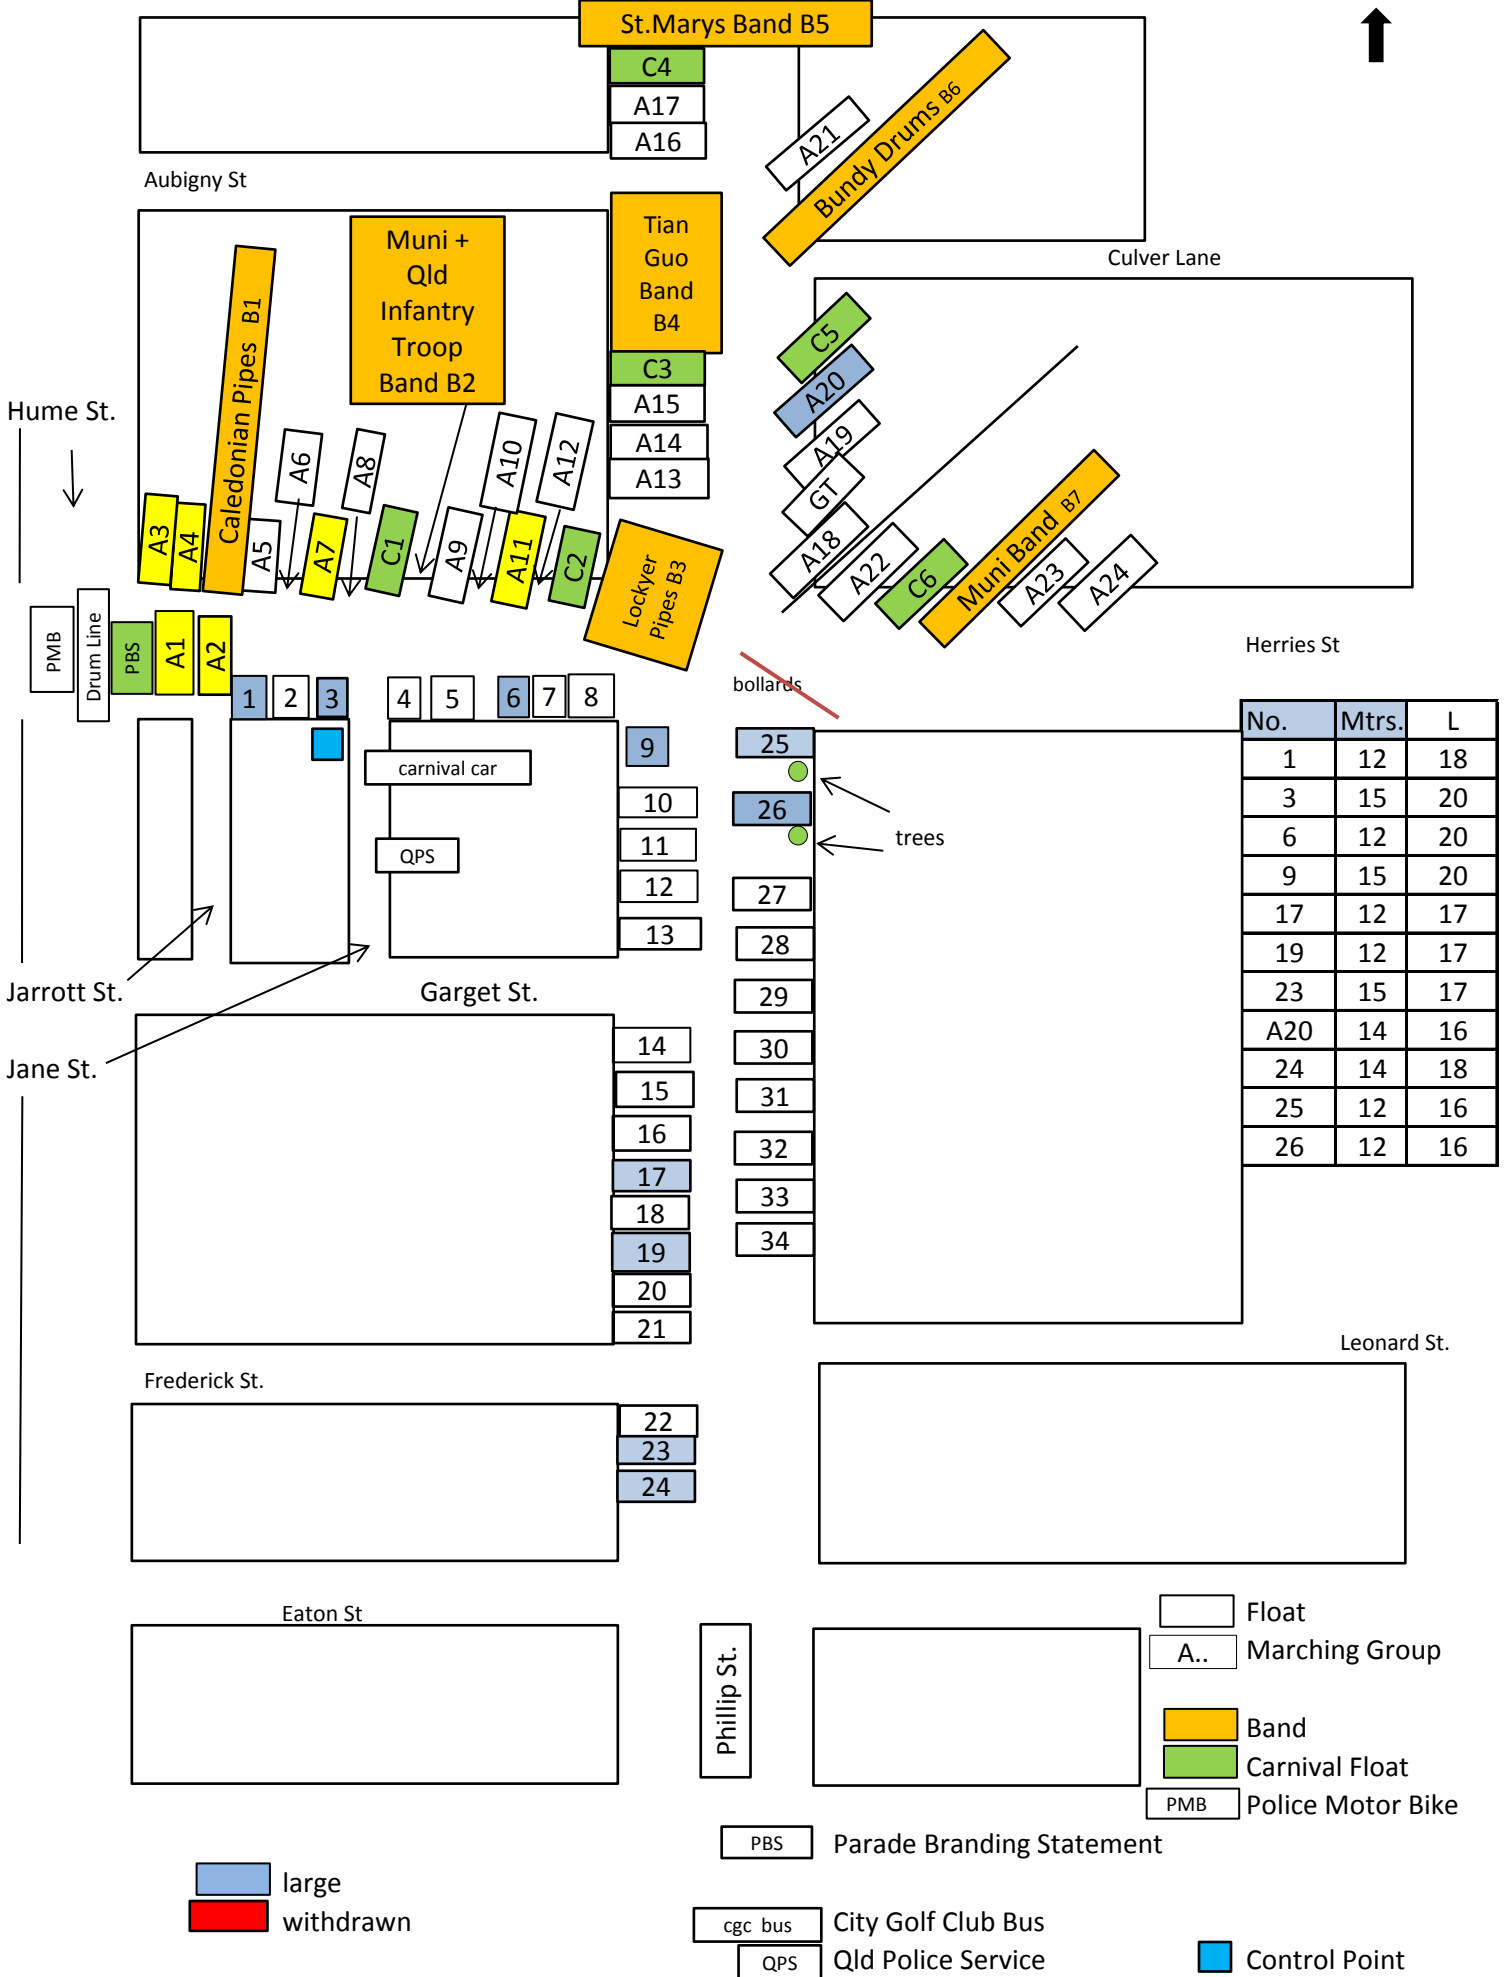 St.Marys Band B5
C4
A17
A16
A21
Bundy Drums B6
Aubigny St
Culver Lane
Muni +
Qld
Infantry
Troop
Band B2
Tian
Guo
Band
B4
Caledonian Pipes B1
C3
A15
A14
A13
C5
A20
A19
GT
A18
A22
C6
Muni Band B7
A23
A24
Hume St.
A3
A4
A5
A6
A7
A8
C1
A9
A10
A11
A12
C2
Lockyer
Pipes B3
Herries St
PMB
Drum Line
PBS
A1
A2
1
2
3
4
5
6
7
8
bollards
9
10
11
12
13
carnival car
QPS
25
26
trees
27
28
29
30
31
32
33
34
No. Mtrs. L
1 12 18
3 15 20
6 12 20
9 15 20
17 12 17
19 12 17
23 15 17
A20 14 16
24 14 18
25 12 16
26 12 16
Jarrott St.
Garget St.
Jane St.
14
15
16
17
18
19
20
21
Leonard St.
Frederick St.
22
23
24
Eaton St
Phillip St.
Float
A.. Marching Group
Band
Carnival Float
PMB Police Motor Bike
PBS Parade Branding Statement
large
withdrawn
cgc bus City Golf Club Bus
QPS Qld Police Service
Control Point